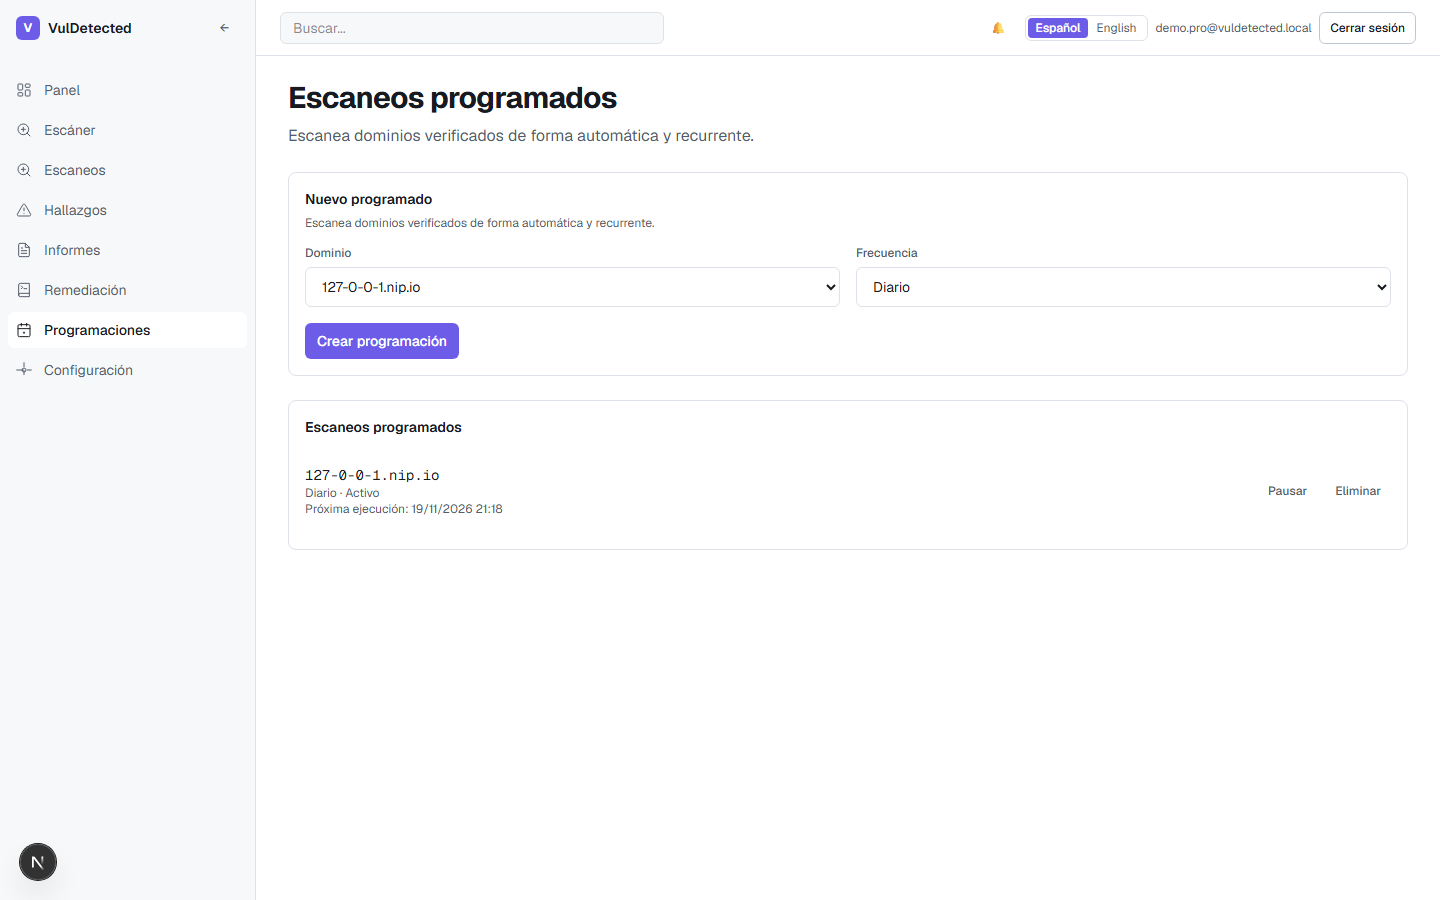 V VulDetected
Buscar...
Español English demo.pro@vuldetected.local Cerrar sesión
Panel
Escáner
Escaneos
Hallazgos
Informes
Remediación
Programaciones
Configuración
Escaneos programados
Escanea dominios verificados de forma automática y recurrente.
Nuevo programado
Escanea dominios verificados de forma automática y recurrente.
Dominio Frecuencia
127-0-0-1.nip.io Diario
Crear programación
Escaneos programados
127-0-0-1.nip.io
Diario · Activo
Próxima ejecución: 19/11/2026 21:18
Pausar Eliminar
N